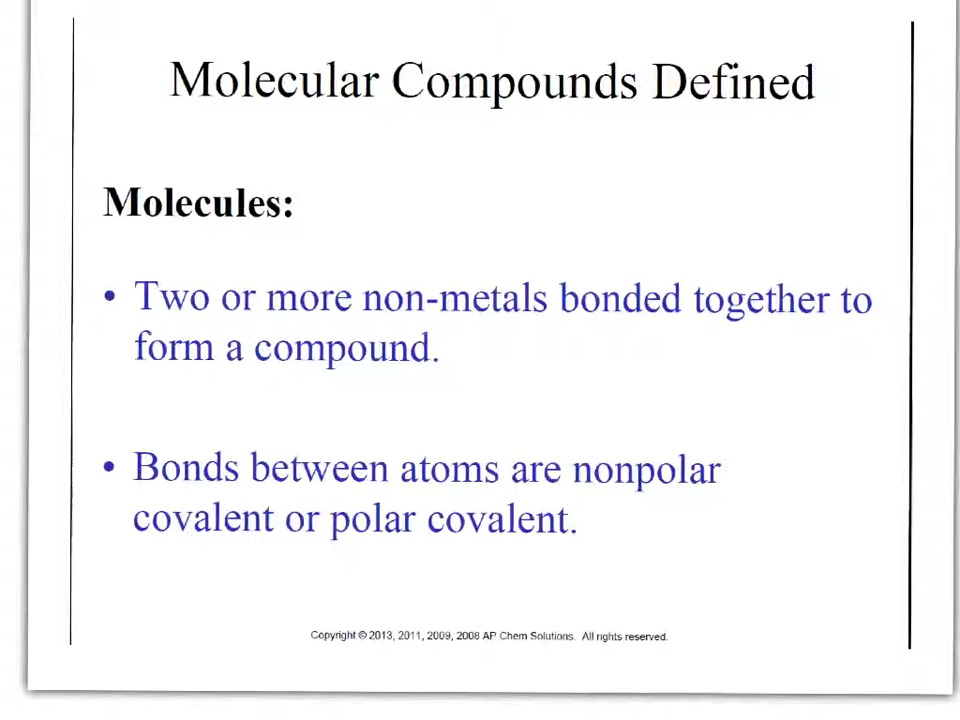 Molecular Compounds Defined
Molecules:
• Two or more non-metals bonded together to
form a compound.
• Bonds between atoms are nonpolar
covalent or polar covalent.
Copyright © 2013, 2011, 2009, 2008 AP Chem Solutions. All rights reserved.